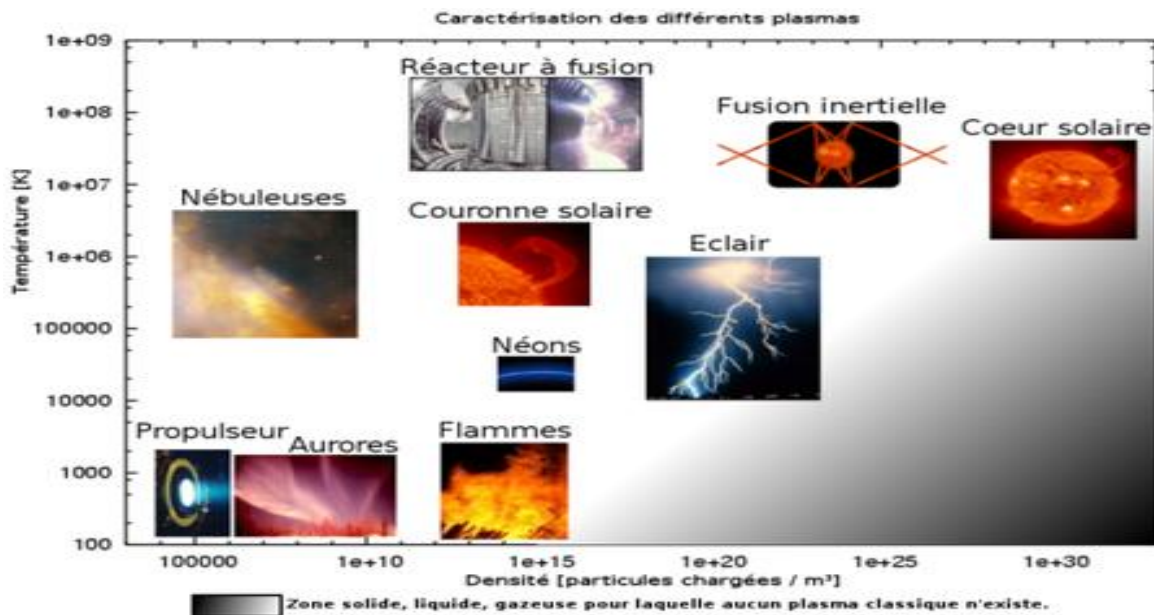 Caractérisation des différents plasmas
1e+09
1e+08
1e+07
1e+06
100000
10000
1000
100
Température [K]
Réacteur à fusion
Fusion inertielle
Coeur solaire
Nébuleuses
Couronne solaire
Eclair
Néons
Propulseur
Aurores
Flammes
100000 1e+10 1e+15 1e+20 1e+25 1e+30
Densité [particules chargées / m³]
Zone solide, liquide, gazeuse pour laquelle aucun plasma classique n'existe.